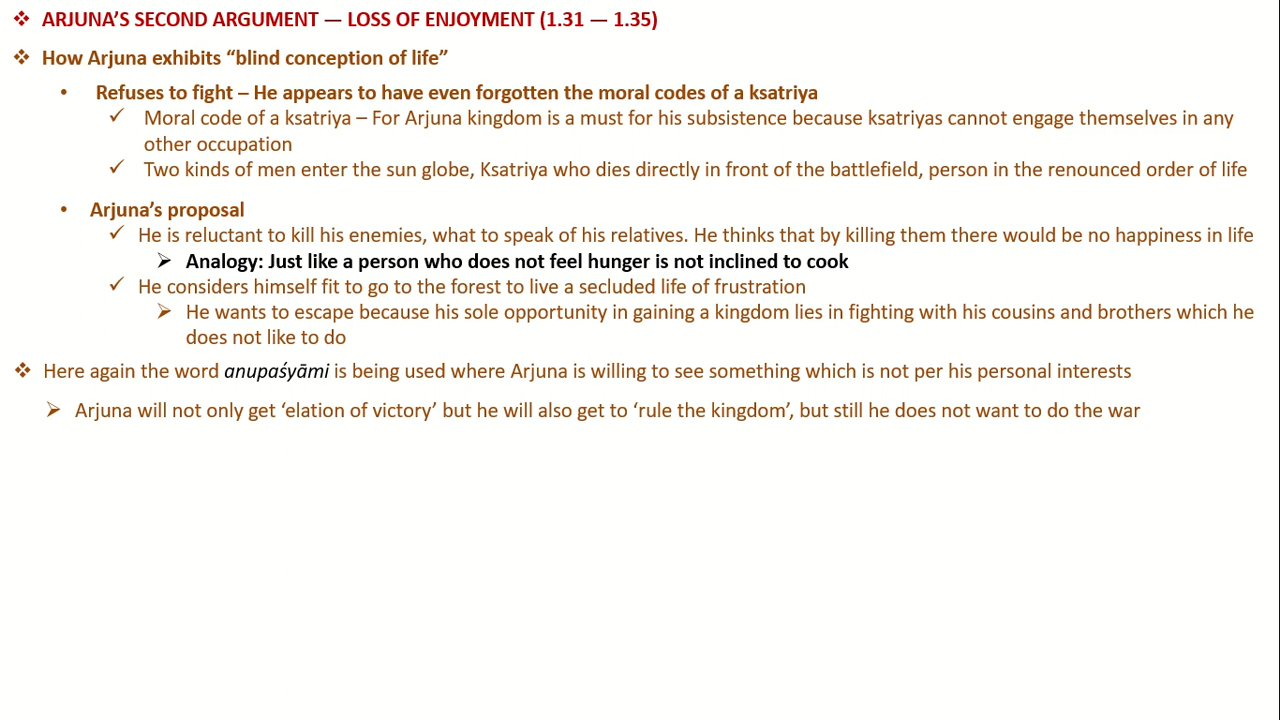 ❖ ARJUNA'S SECOND ARGUMENT — LOSS OF ENJOYMENT (1.31 — 1.35)
❖ How Arjuna exhibits “blind conception of life”
• Refuses to fight – He appears to have even forgotten the moral codes of a ksatriya
✓ Moral code of a ksatriya – For Arjuna kingdom is a must for his subsistence because ksatriyas cannot engage themselves in any
other occupation
✓ Two kinds of men enter the sun globe, Ksatriya who dies directly in front of the battlefield, person in the renounced order of life
• Arjuna’s proposal
✓ He is reluctant to kill his enemies, what to speak of his relatives. He thinks that by killing them there would be no happiness in life
➢ Analogy: Just like a person who does not feel hunger is not inclined to cook
✓ He considers himself fit to go to the forest to live a secluded life of frustration
➢ He wants to escape because his sole opportunity in gaining a kingdom lies in fighting with his cousins and brothers which he
does not like to do
❖ Here again the word anupaśyāmi is being used where Arjuna is willing to see something which is not per his personal interests
➢ Arjuna will not only get ‘elation of victory’ but he will also get to ‘rule the kingdom’, but still he does not want to do the war